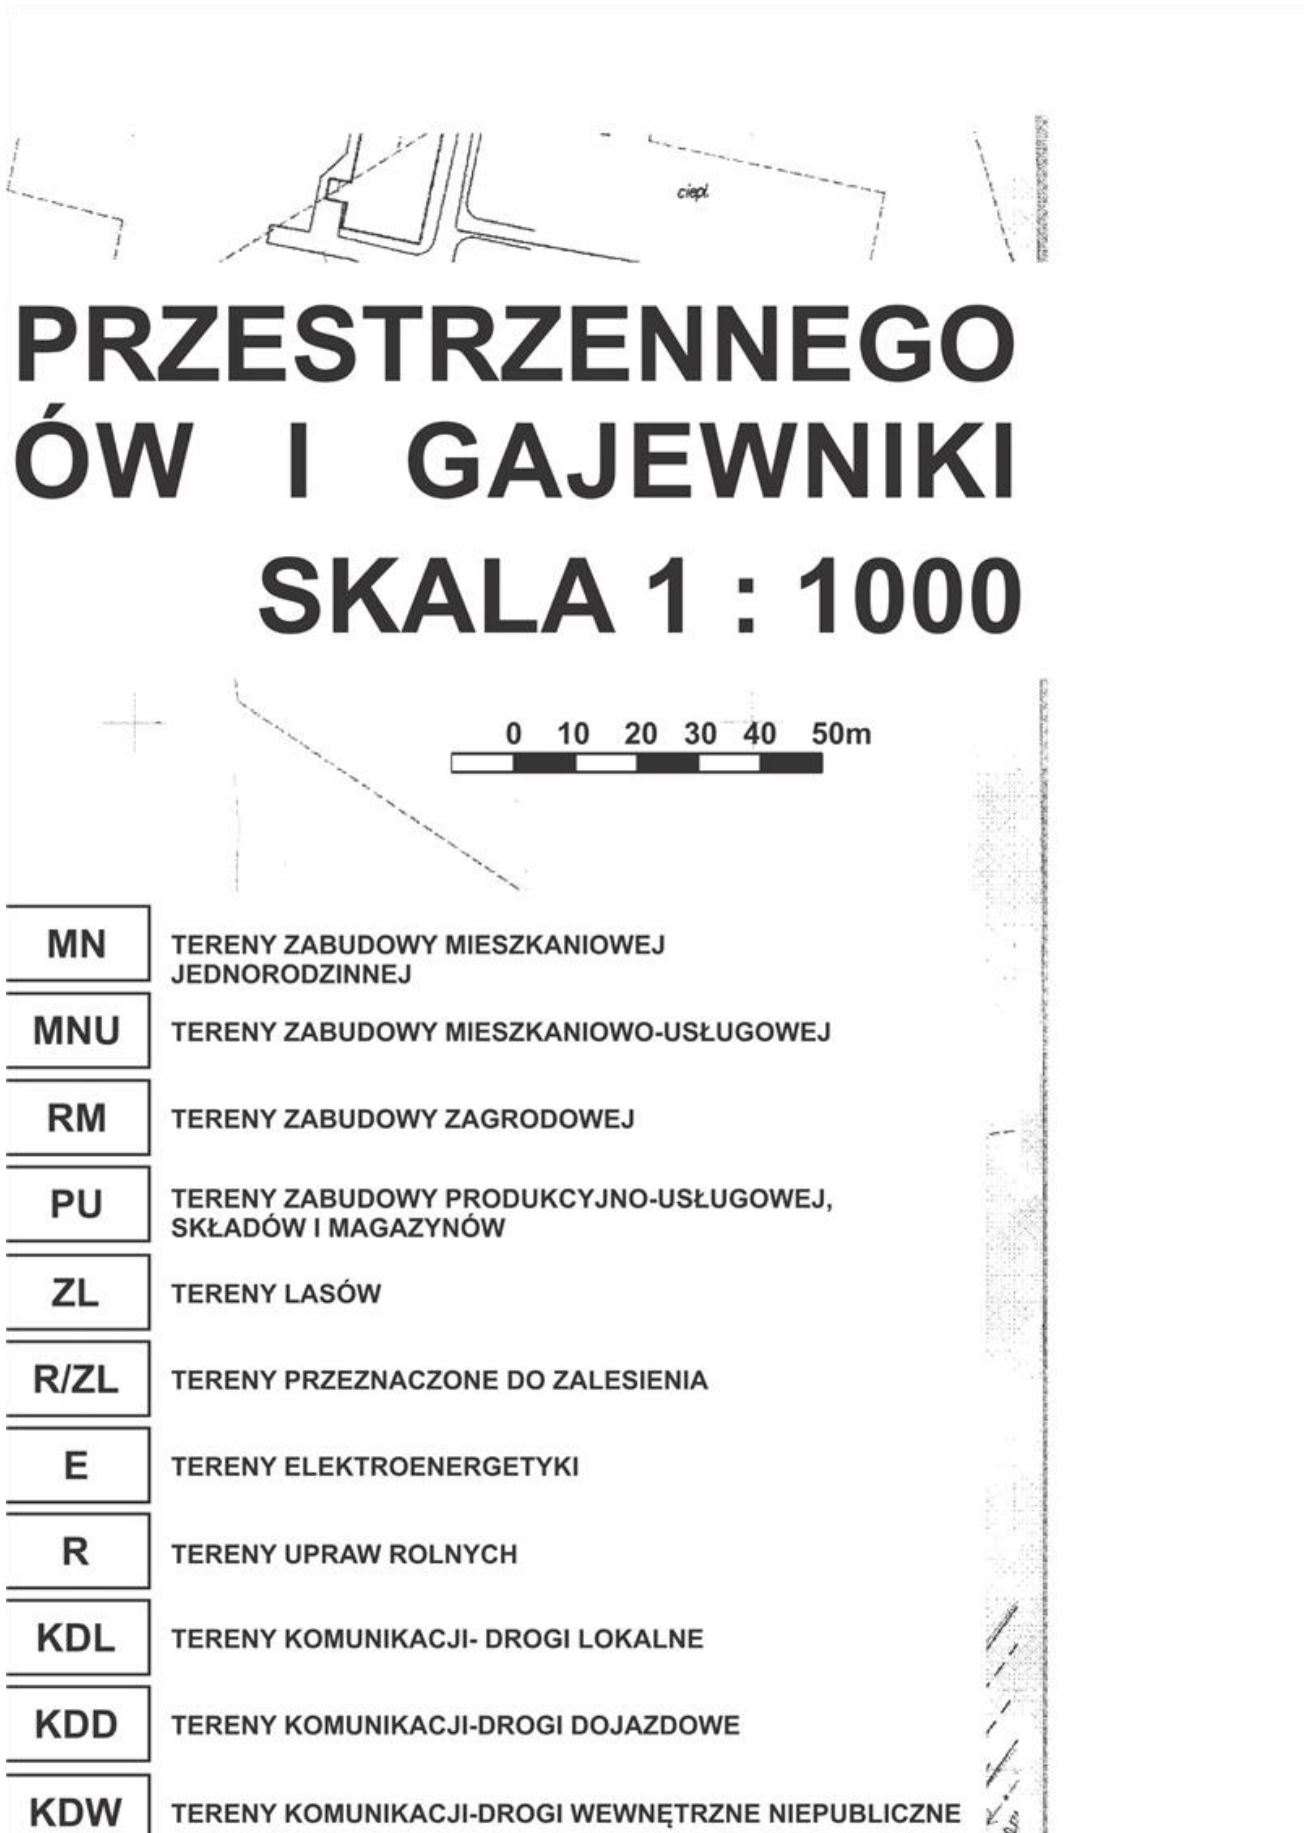 ciepl.
PRZESTRZENNEGO
ÓW I GAJEWNIKI
SKALA 1 : 1000
0 10 20 30 40 50m
MN TERENY ZABUDOWY MIESZKANIOWEJ
JEDNORODZINNEJ
MNU TERENY ZABUDOWY MIESZKANIOWO-USŁUGOWEJ
RM TERENY ZABUDOWY ZAGRODOWEJ
PU TERENY ZABUDOWY PRODUKCYJNO-USŁUGOWEJ,
SKŁADÓW I MAGAZYNÓW
ZL TERENY LASÓW
R/ZL TERENY PRZEZNACZONE DO ZALESIENIA
E TERENY ELEKTROENERGETYKI
R TERENY UPRAW ROLNYCH
KDL TERENY KOMUNIKACJI- DROGI LOKALNE
KDD TERENY KOMUNIKACJI-DROGI DOJAZDOWE
KDW TERENY KOMUNIKACJI-DROGI WEWNĘTRZNE NIEPUBLICZNE